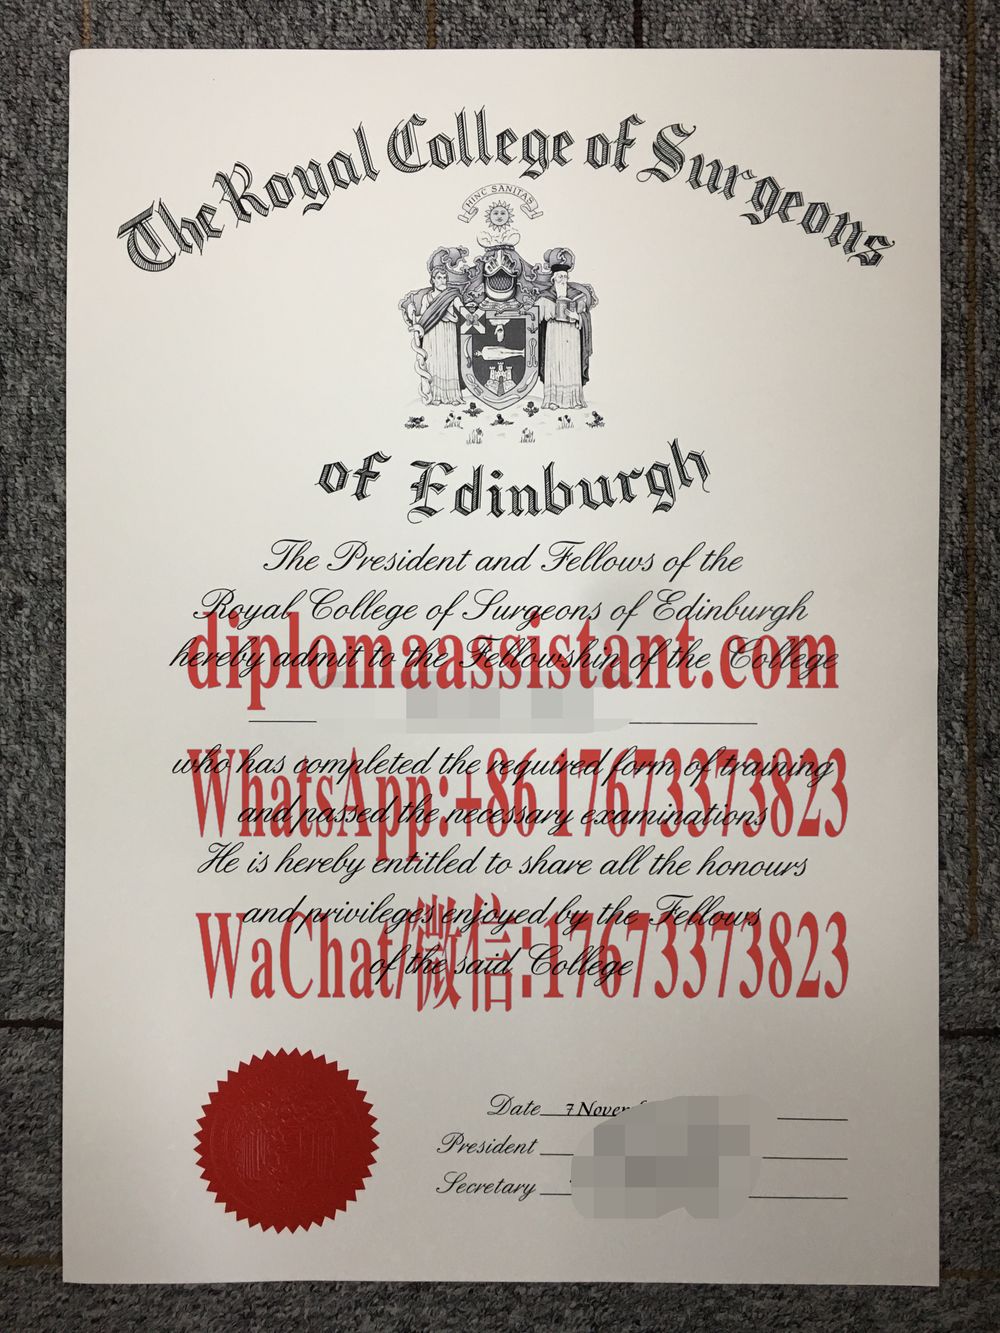 The Royal College of Surgeons
HINC SANITAS
of Edinburgh
The President and Fellows of the
Royal College of Surgeons of Edinburgh
diplomaassistant.com
hereby admit to the Fellowship of the College
who has completed the required form of training
WhatsApp:+86 17673373823
and passed the necessary examinations
He is hereby entitled to share all the honours
and privileges enjoyed by the Fellows
WaChat/微信:17673373823
of the said College
Date 7
President
Secretary